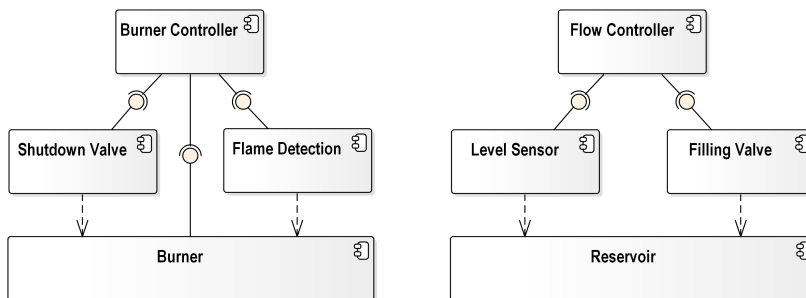 Burner Controller
Flow Controller
Shutdown Valve
Flame Detection
Level Sensor
Filling Valve
Burner
Reservoir